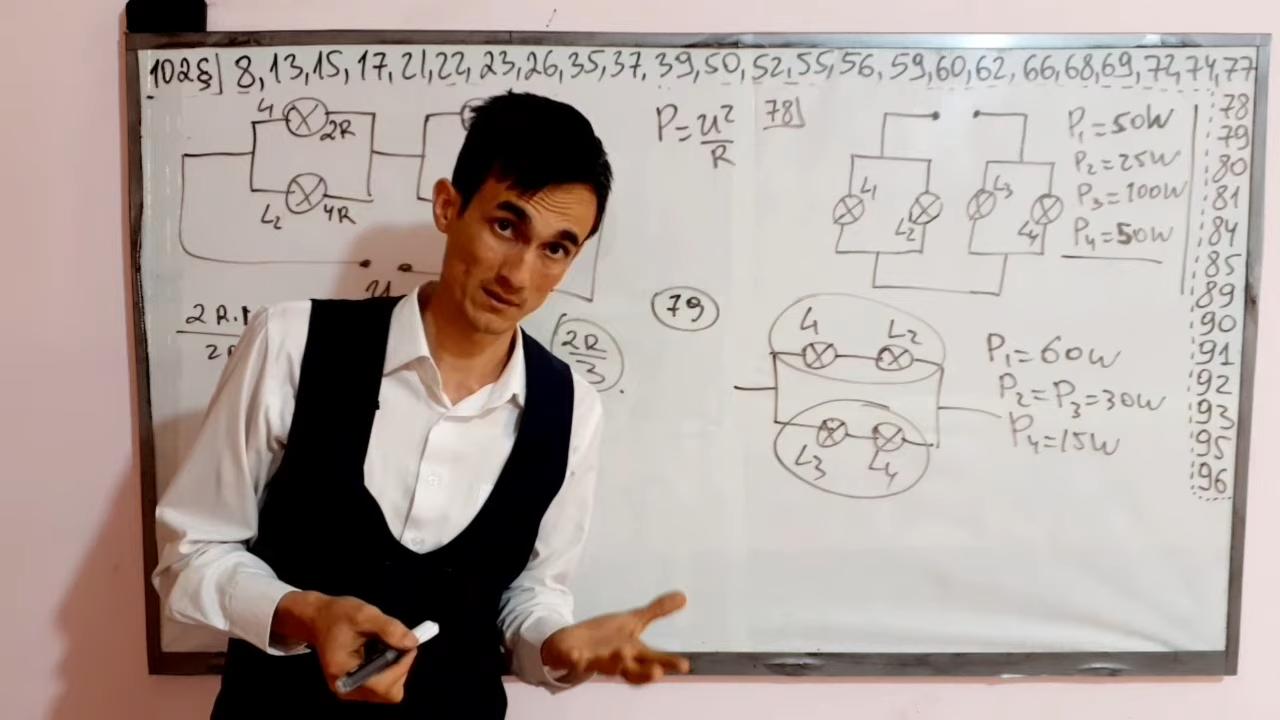 102§] 8, 13, 15, 17, 21, 22, 23, 26, 35, 37, 39, 50, 52, 55, 56, 59, 60, 62, 66, 68, 69, 72, 74, 77
78
79
80
81
84
85
89
90
91
92
93
95
96
2R
L2 4R
U
2R
3
P=U²/R
78)
L1 L2 L3 L4
P1=50W
P2=25W
P3=100W
P4=50W
79
L2
L3 L4
P1=60W
P2=P3=30W
P4=15W